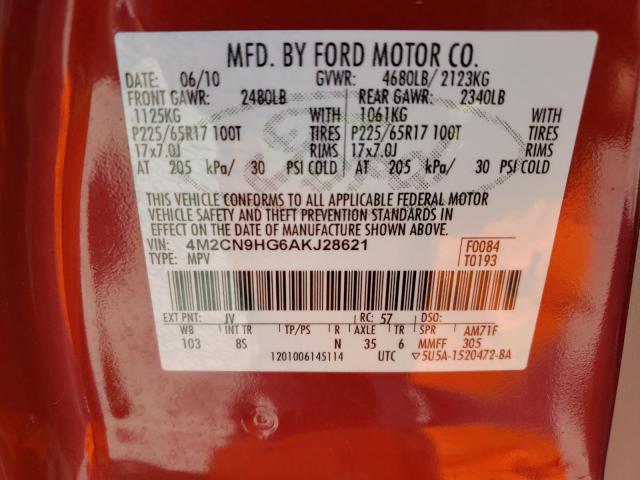 MFD. BY FORD MOTOR CO.
DATE: 06/10 GVWR: 4680LB/ 2123KG
FRONT GAWR: 2480LB REAR GAWR: 2340LB
1125KG WITH 1061KG WITH
P225/65R17 100T TIRES P225/65R17 100T TIRES
17x7.0J RIMS 17x7.0J RIMS
AT 205 kPa/ 30 PSI COLD AT 205 kPa/ 30 PSI COLD
THIS VEHICLE CONFORMS TO ALL APPLICABLE FEDERAL MOTOR
VEHICLE SAFETY AND THEFT PREVENTION STANDARDS IN
EFFECT ON THE DATE OF MANUFACTURE SHOWN ABOVE.
VIN: 4M2CN9HG6AKJ28621 F0084
TYPE: MPV T0193
EXT PNT: JV RC: 57 DSO:
WB INT TR TP/PS R AXLE TR SPR AM71F
103 8S N 35 6 MMFF 305
1201006145114 UTC ▽5U5A-1520472-BA